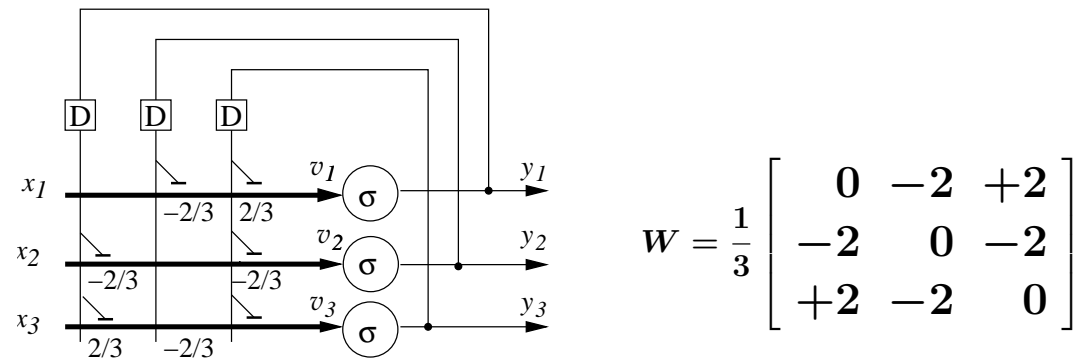 D D D
x1 v1 σ y1
−2/3 2/3
x2 v2 σ y2
−2/3 −2/3
x3 v3 σ y3
2/3 −2/3
W = 1/3 [ 0 −2 +2
−2 0 −2
+2 −2 0 ]